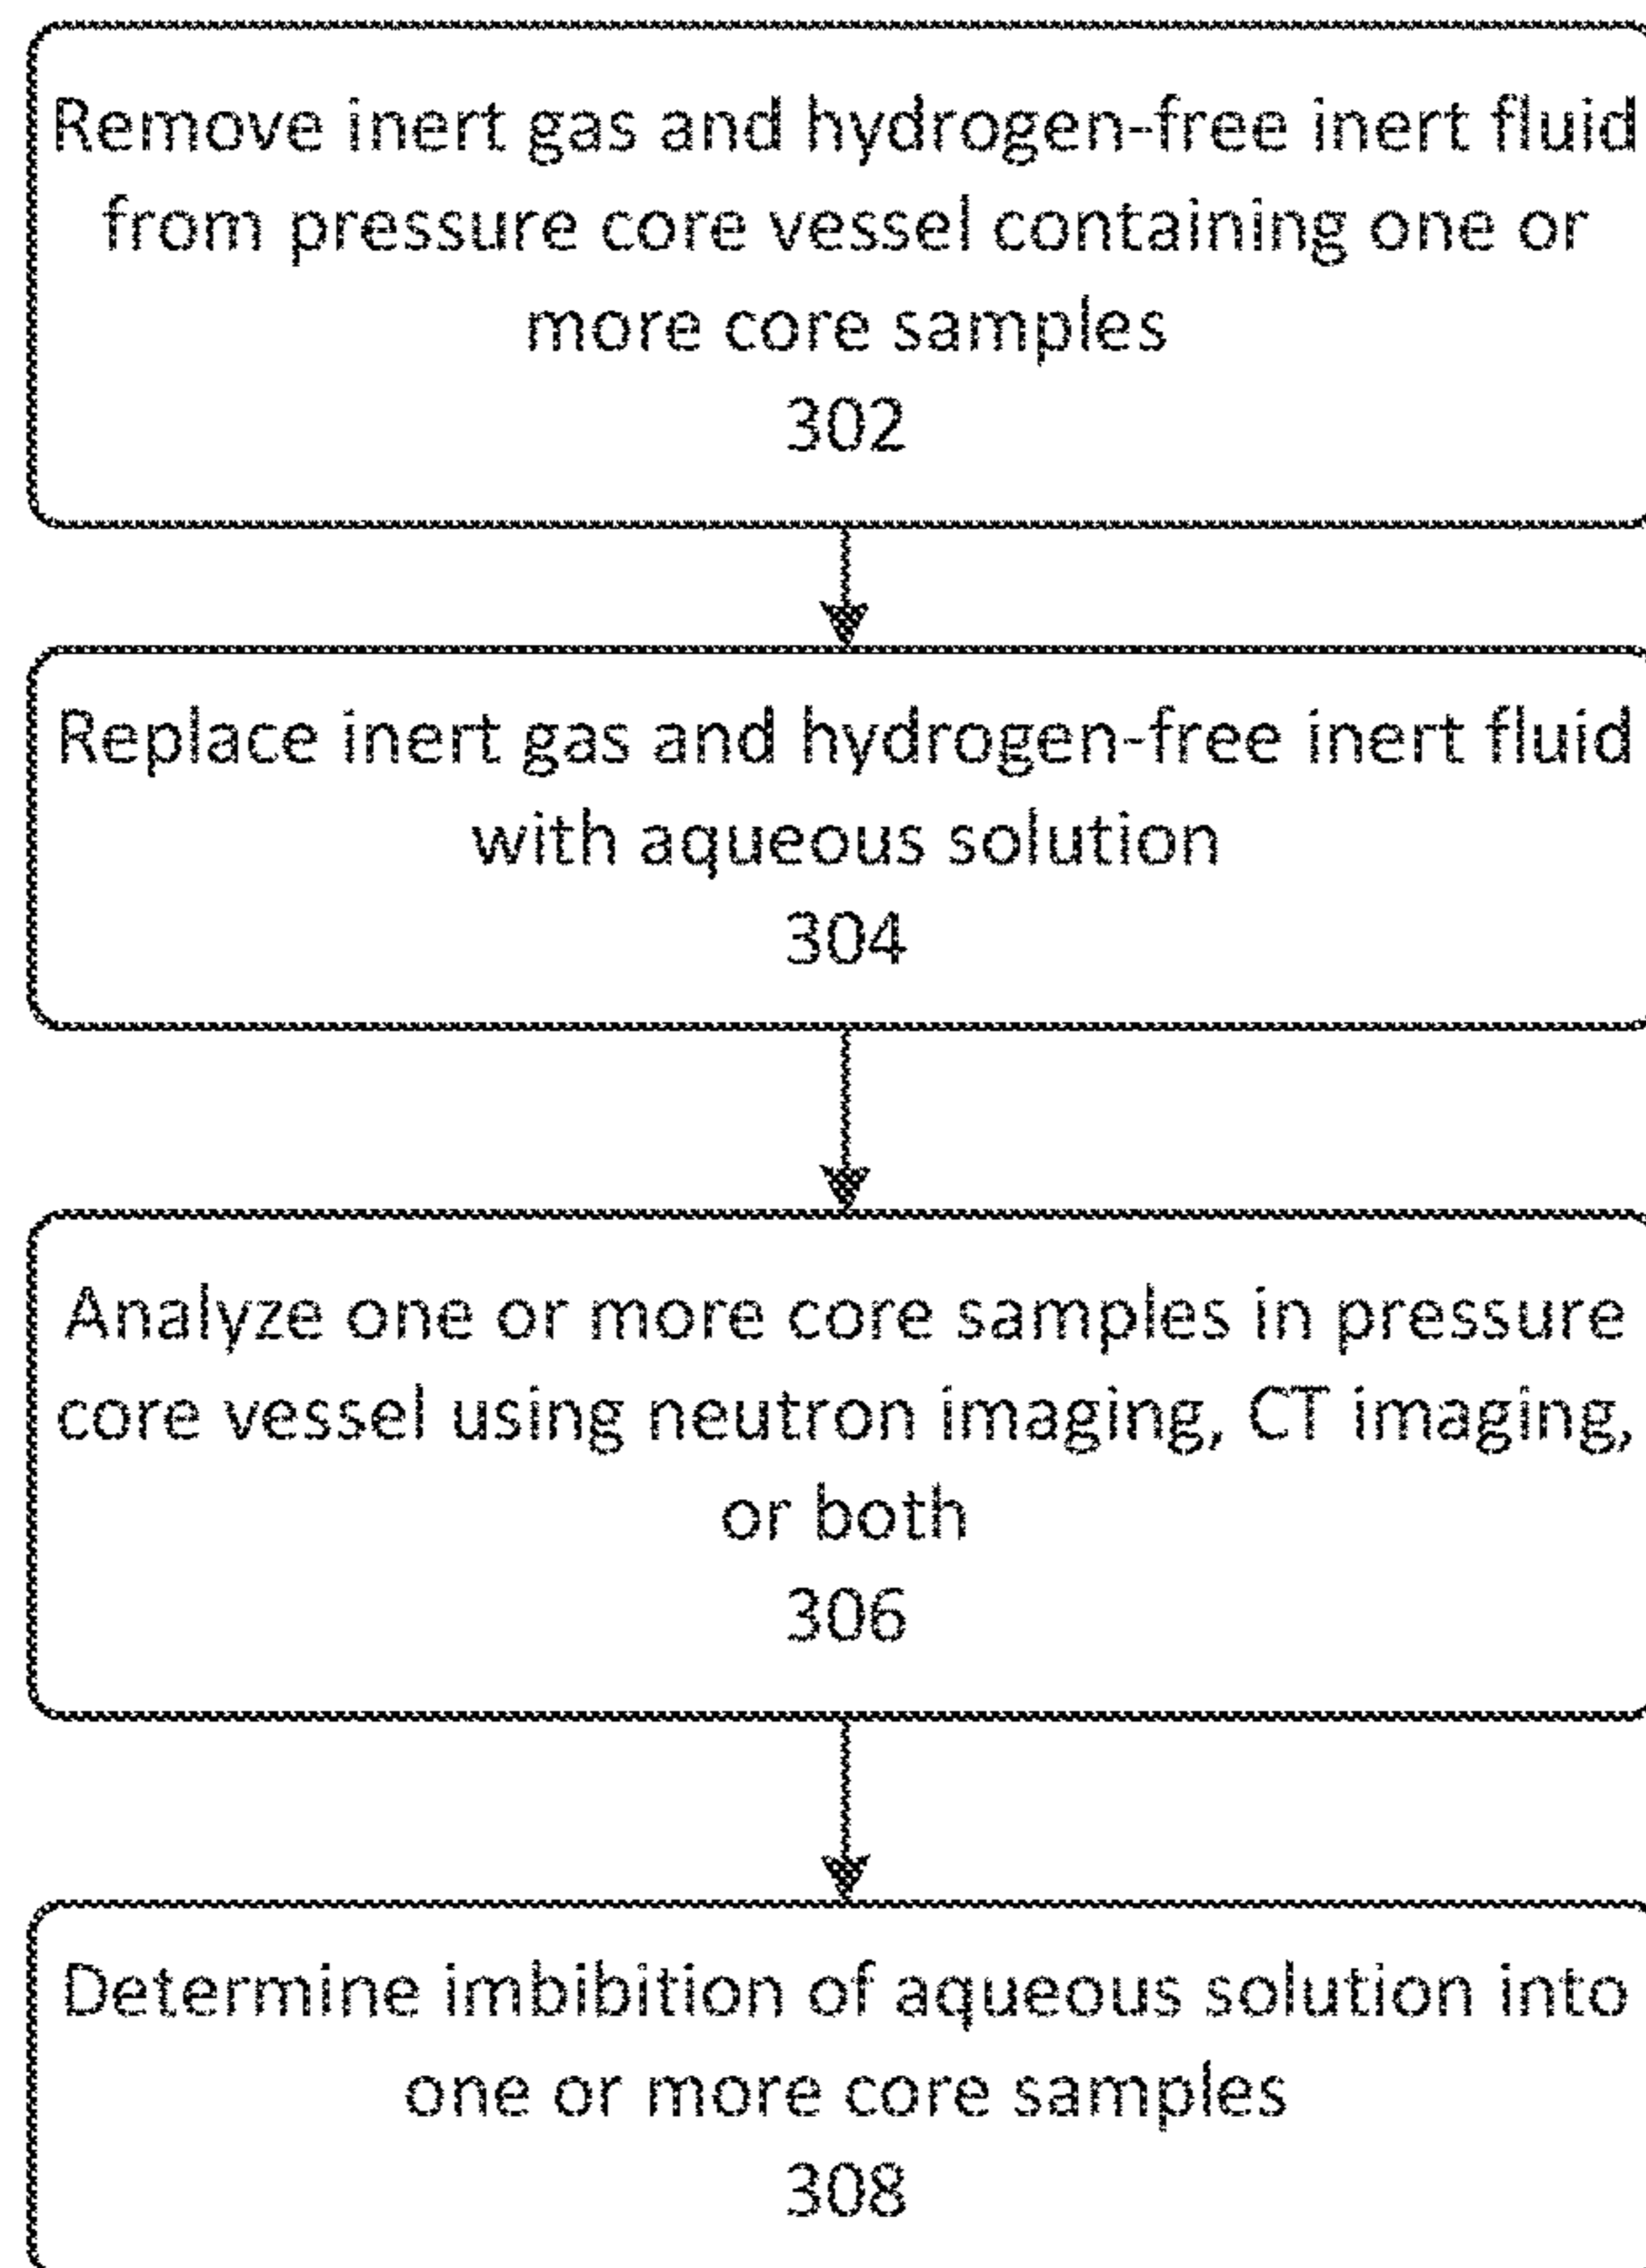 Remove inert gas and hydrogen-free inert fluid
from pressure core vessel containing one or
more core samples
302
Replace inert gas and hydrogen-free inert fluid
with aqueous solution
304
Analyze one or more core samples in pressure
core vessel using neutron imaging, CT imaging,
or both
306
Determine imbibition of aqueous solution into
one or more core samples
308